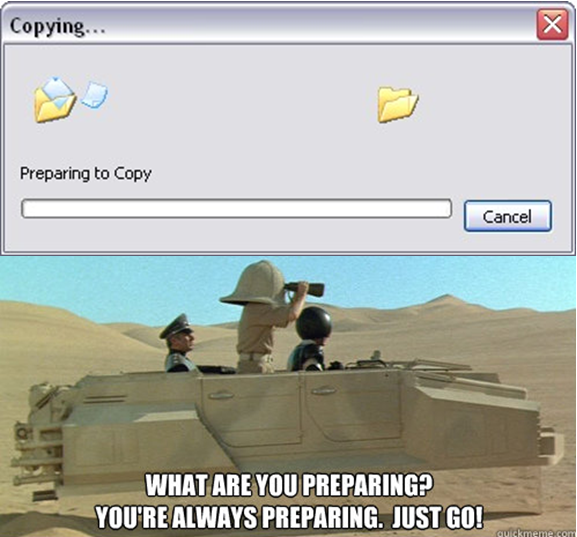 Copying...
Preparing to Copy
Cancel
WHAT ARE YOU PREPARING?
YOU'RE ALWAYS PREPARING. JUST GO!
quickmeme.com